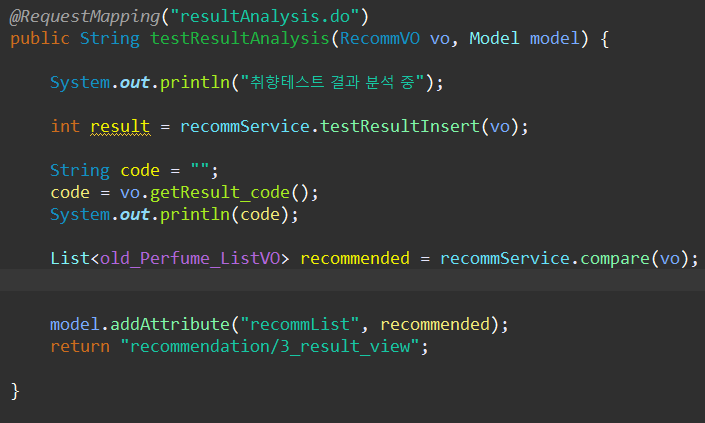 @RequestMapping("resultAnalysis.do")
public String testResultAnalysis(RecommVO vo, Model model) {
System.out.println("취향테스트 결과 분석 중");
int result = recommService.testResultInsert(vo);
String code = "";
code = vo.getResult_code();
System.out.println(code);
List<old_Perfume_ListVO> recommended = recommService.compare(vo);
model.addAttribute("recommList", recommended);
return "recommendation/3_result_view";
}